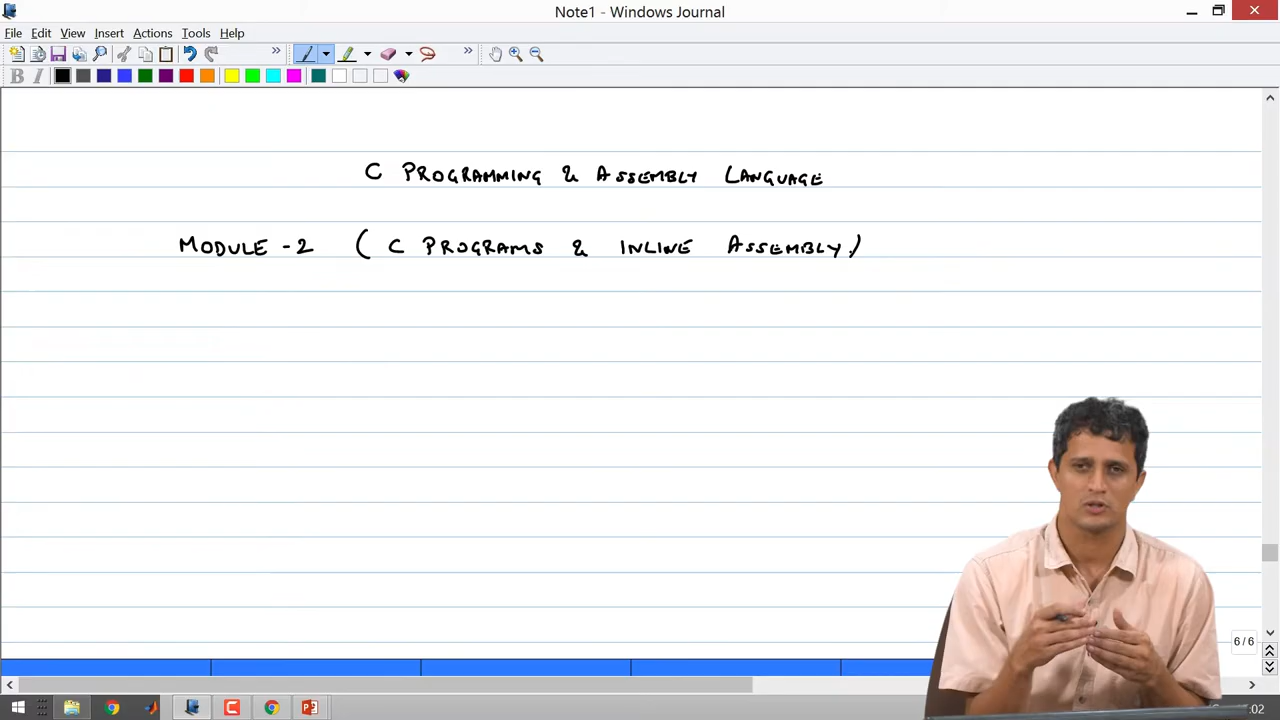 Note1 - Windows Journal
File Edit View Insert Actions Tools Help
C PROGRAMMING & ASSEMBLY LANGUAGE
MODULE -2 ( C PROGRAMS & INLINE ASSEMBLY)
6 / 6
:02